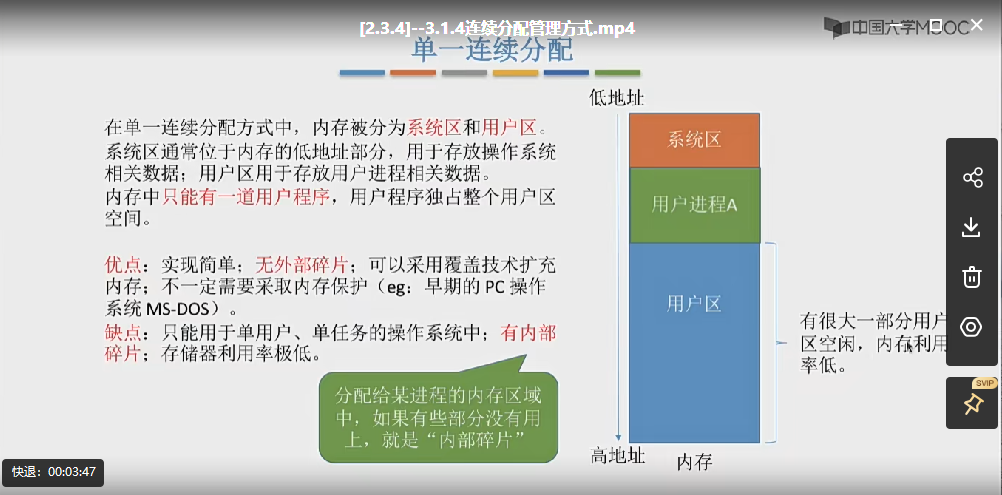 [2.3.4]--3.1.4连续分配管理方式.mp4
中国大学MOOC
单一连续分配
低地址
在单一连续分配方式中，内存被分为系统区和用户区。
系统区通常位于内存的低地址部分，用于存放操作系统
相关数据；用户区用于存放用户进程相关数据。
内存中只能有一道用户程序，用户程序独占整个用户区
空间。
优点：实现简单；无外部碎片；可以采用覆盖技术扩充
内存；不一定需要采取内存保护（eg：早期的 PC 操作
系统 MS-DOS）。
缺点：只能用于单用户、单任务的操作系统中；有内部
碎片；存储器利用率极低。
分配给某进程的内存区域
中，如果有些部分没有用
上，就是“内部碎片”
系统区
用户进程A
用户区
有很大一部分用户
区空闲，内存利用
率低。
高地址
内存
SVIP
快退：00:03:47